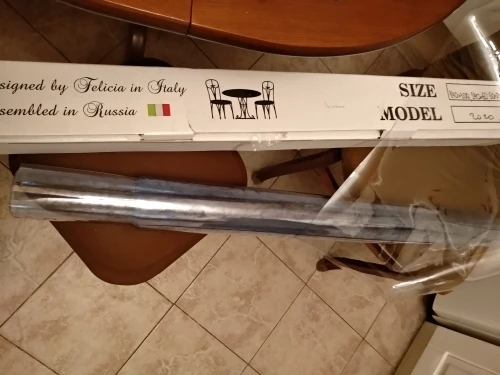 signed by Felicia in Italy
sembled in Russia
SIZE
MODEL